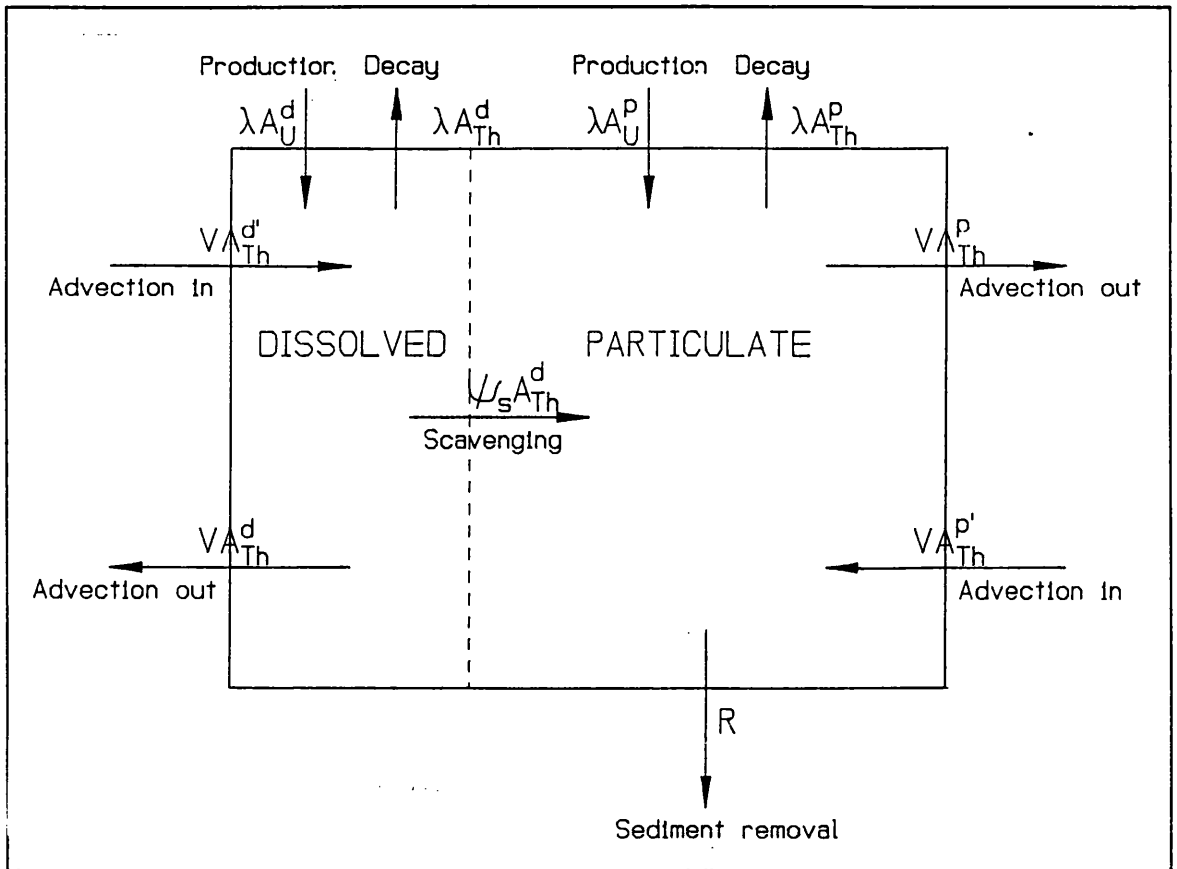 Production Decay Production Decay
λA_U^d λA_Th^d λA_U^p λA_Th^p
VA_Th^d' VA_Th^p
Advection in Advection out
DISSOLVED PARTICULATE
ψ_s A_Th^d
Scavenging
VA_Th^d VA_Th^p'
Advection out Advection in
R
Sediment removal